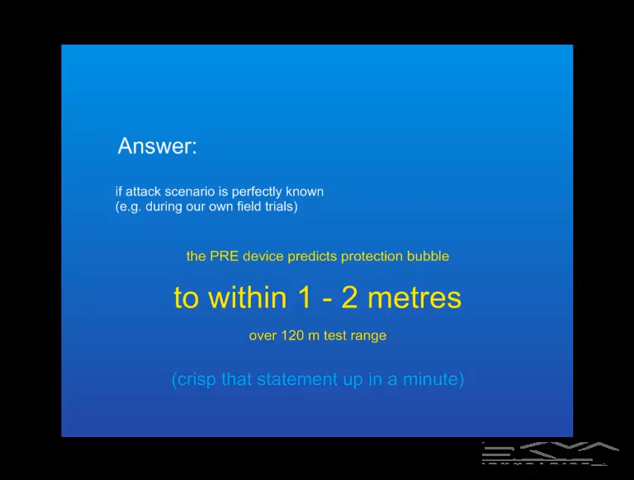 Answer:
if attack scenario is perfectly known
(e.g. during our own field trials)
the PRE device predicts protection bubble
to within 1 - 2 metres
over 120 m test range
(crisp that statement up in a minute)